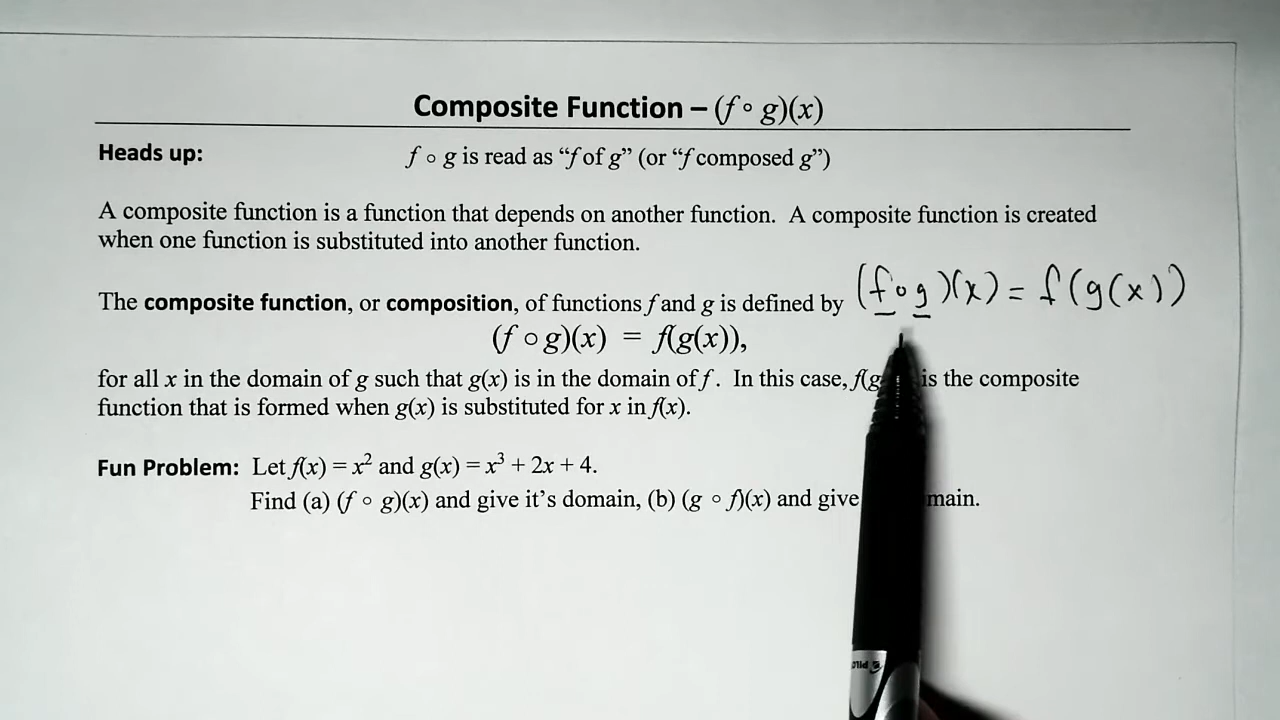 Composite Function – (f ∘ g)(x)
Heads up: f ∘ g is read as “f of g” (or “f composed g”)
A composite function is a function that depends on another function. A composite function is created
when one function is substituted into another function.
The composite function, or composition, of functions f and g is defined by (f∘g)(x) = f(g(x))
(f ∘ g)(x) = f(g(x)),
for all x in the domain of g such that g(x) is in the domain of f. In this case, f(g is the composite
function that is formed when g(x) is substituted for x in f(x).
Fun Problem: Let f(x) = x² and g(x) = x³ + 2x + 4.
Find (a) (f ∘ g)(x) and give it’s domain, (b) (g ∘ f)(x) and give main.